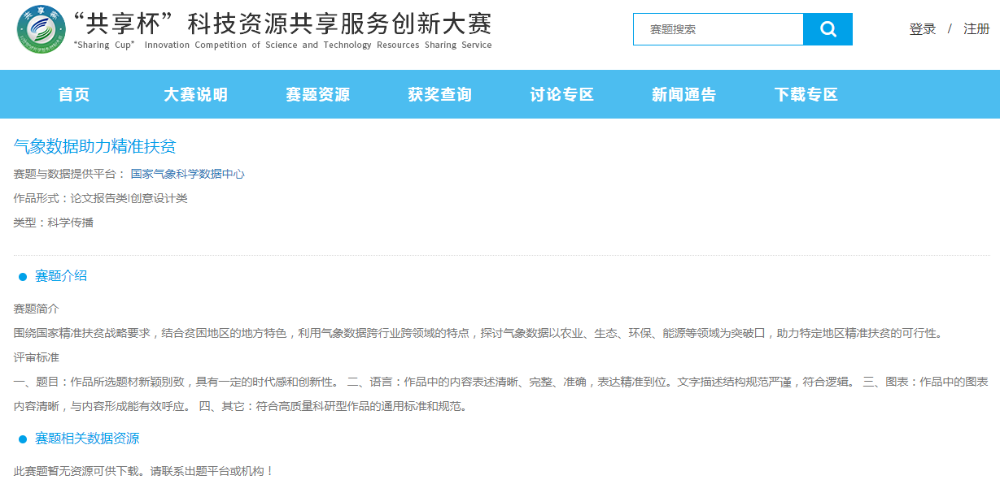 共享杯
“共享杯”科技资源共享服务创新大赛
“Sharing Cup” Innovation Competition of Science and Technology Resources Sharing Service
赛题搜索
登录 / 注册
首页 大赛说明 赛题资源 获奖查询 讨论专区 新闻通告 下载专区
气象数据助力精准扶贫
赛题与数据提供平台： 国家气象科学数据中心
作品形式：论文报告类|创意设计类
类型：科学传播
赛题介绍
赛题简介
围绕国家精准扶贫战略要求，结合贫困地区的地方特色，利用气象数据跨行业跨领域的特点，探讨气象数据以农业、生态、环保、能源等领域为突破口，助力特定地区精准扶贫的可行性。
评审标准
一、题目：作品所选题材新颖别致，具有一定的时代感和创新性。 二、语言：作品中的内容表述清晰、完整、准确，表达精准到位。文字描述结构规范严谨，符合逻辑。 三、图表：作品中的图表
内容清晰，与内容形成能有效呼应。 四、其它：符合高质量科研型作品的通用标准和规范。
赛题相关数据资源
此赛题暂无资源可供下载。请联系出题平台或机构！